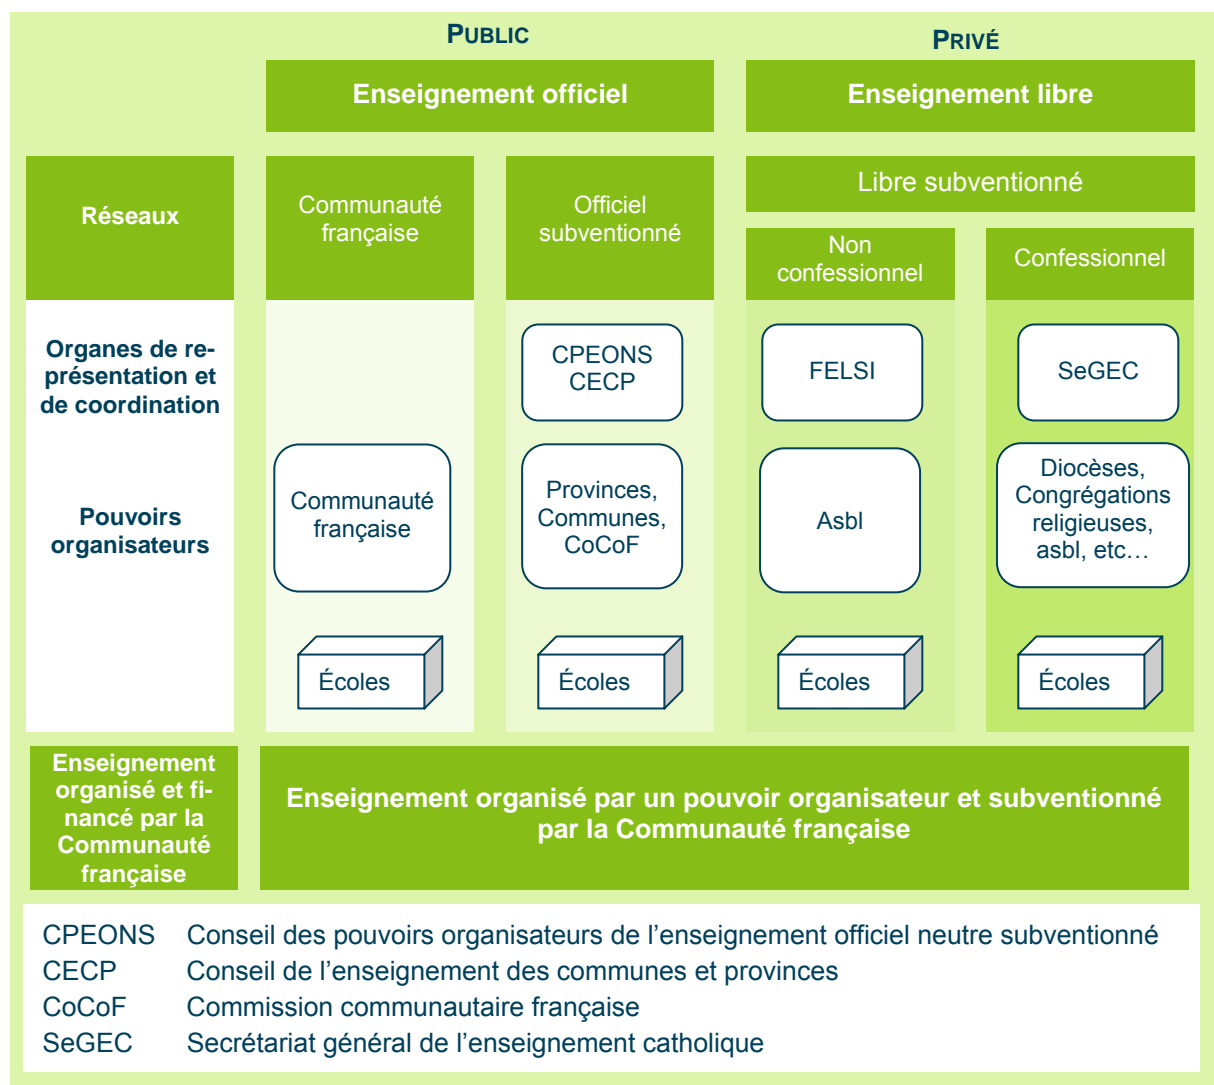 PUBLIC
PRIVÉ
Enseignement officiel
Enseignement libre
Réseaux
Communauté
française
Officiel
subventionné
Libre subventionné
Non
confessionnel
Confessionnel
Organes de re-
présentation et
de coordination
CPEONS
CECP
FELSI
SeGEC
Pouvoirs
organisateurs
Communauté
française
Provinces,
Communes,
CoCoF
Asbl
Diocèses,
Congrégations
religieuses,
asbl, etc…
Écoles
Écoles
Écoles
Écoles
Enseignement
organisé et fi-
nancé par la
Communauté
française
Enseignement organisé par un pouvoir organisateur et subventionné
par la Communauté française
CPEONS Conseil des pouvoirs organisateurs de l’enseignement officiel neutre subventionné
CECP Conseil de l’enseignement des communes et provinces
CoCoF Commission communautaire française
SeGEC Secrétariat général de l’enseignement catholique